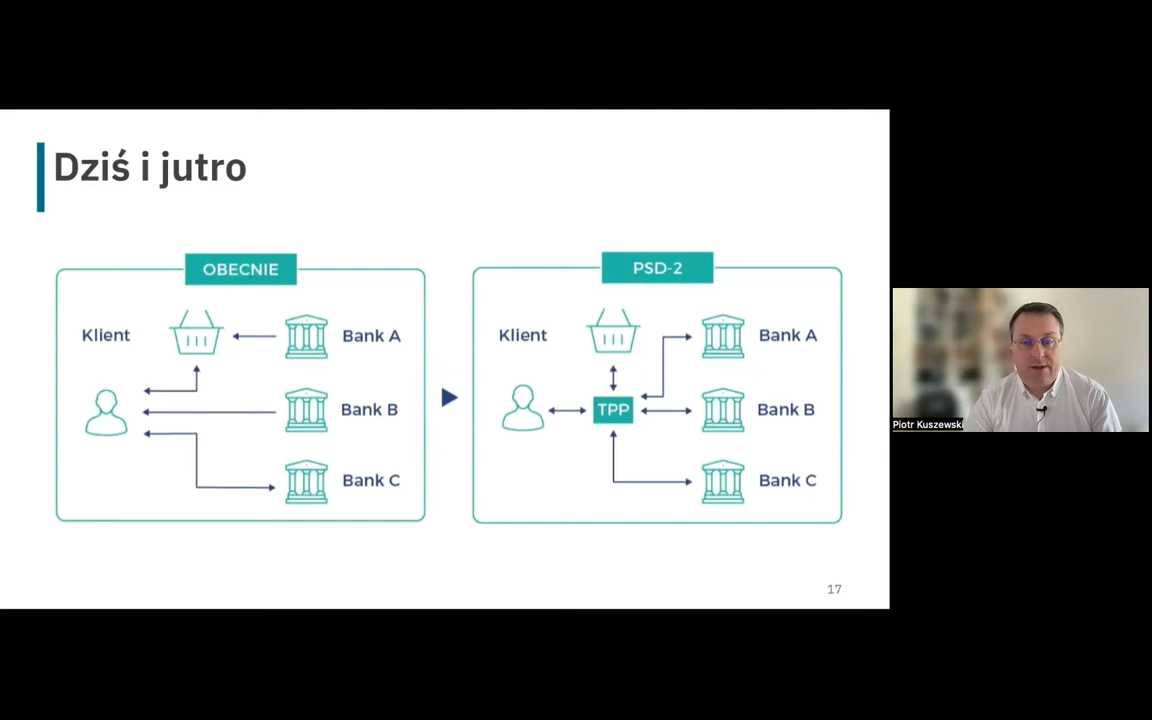 Dziś i jutro
OBECNIE
Klient
Bank A
Bank B
Bank C
PSD-2
Klient
Bank A
TPP
Bank B
Bank C
17
Piotr Kuszewski